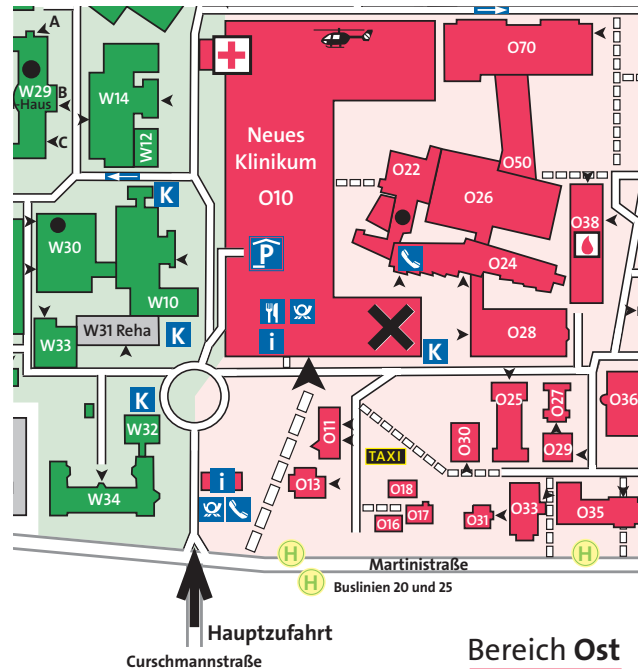 A
W29
-Haus
B
C
W14
W12
O70
Neues
Klinikum
O10
O22
O50
O26
O38
K
W30
P
O24
W10
W31 Reha
K
W33
i
O28
K
K
W32
W34
O11
O25
O27
O36
O30
O29
TAXI
i
O13
O18
O16
O17
O31
O33
O35
H
H
H
Martinistraße
Buslinien 20 und 25
Hauptzufahrt
Curschmannstraße
Bereich Ost